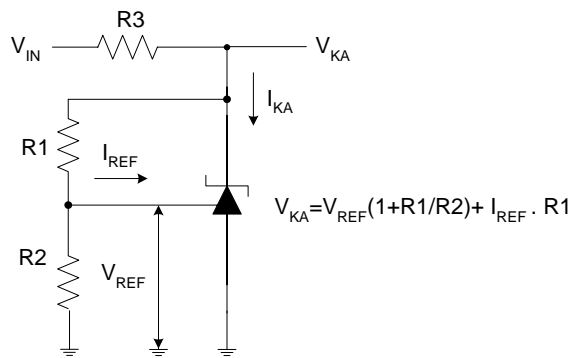 R3
V_IN
V_KA
I_KA
R1
I_REF
V_KA=V_REF(1+R1/R2)+ I_REF . R1
R2
V_REF